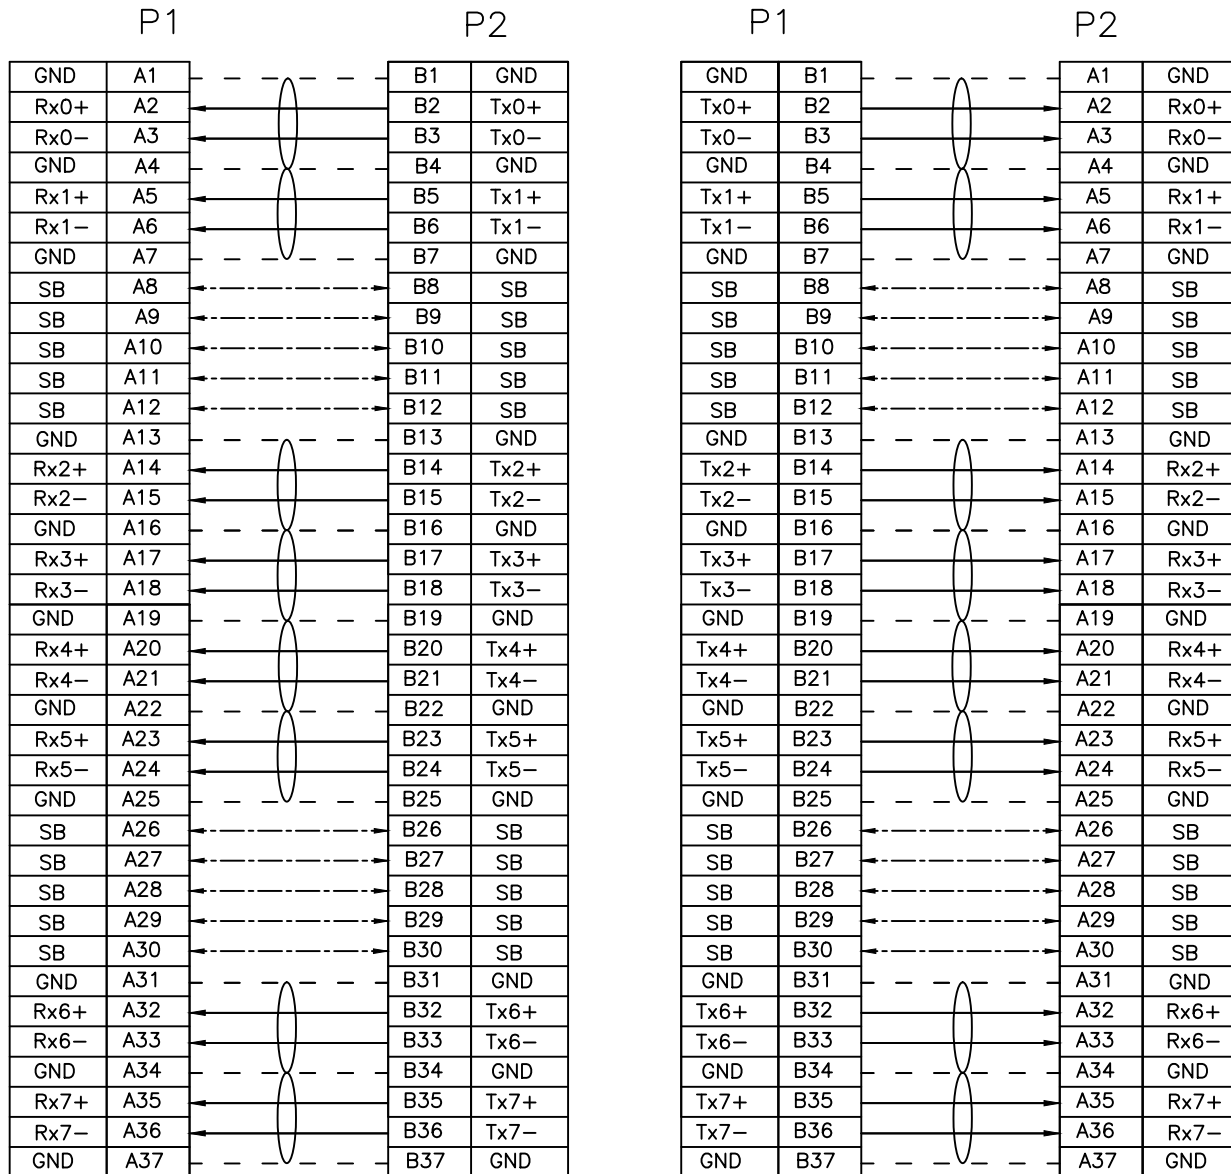 P1 P2 P1 P2
GND A1 B1 GND GND B1 A1 GND
Rx0+ A2 B2 Tx0+ Tx0+ B2 A2 Rx0+
Rx0− A3 B3 Tx0− Tx0− B3 A3 Rx0−
GND A4 B4 GND GND B4 A4 GND
Rx1+ A5 B5 Tx1+ Tx1+ B5 A5 Rx1+
Rx1− A6 B6 Tx1− Tx1− B6 A6 Rx1−
GND A7 B7 GND GND B7 A7 GND
SB A8 B8 SB SB B8 A8 SB
SB A9 B9 SB SB B9 A9 SB
SB A10 B10 SB SB B10 A10 SB
SB A11 B11 SB SB B11 A11 SB
SB A12 B12 SB SB B12 A12 SB
GND A13 B13 GND GND B13 A13 GND
Rx2+ A14 B14 Tx2+ Tx2+ B14 A14 Rx2+
Rx2− A15 B15 Tx2− Tx2− B15 A15 Rx2−
GND A16 B16 GND GND B16 A16 GND
Rx3+ A17 B17 Tx3+ Tx3+ B17 A17 Rx3+
Rx3− A18 B18 Tx3− Tx3− B18 A18 Rx3−
GND A19 B19 GND GND B19 A19 GND
Rx4+ A20 B20 Tx4+ Tx4+ B20 A20 Rx4+
Rx4− A21 B21 Tx4− Tx4− B21 A21 Rx4−
GND A22 B22 GND GND B22 A22 GND
Rx5+ A23 B23 Tx5+ Tx5+ B23 A23 Rx5+
Rx5− A24 B24 Tx5− Tx5− B24 A24 Rx5−
GND A25 B25 GND GND B25 A25 GND
SB A26 B26 SB SB B26 A26 SB
SB A27 B27 SB SB B27 A27 SB
SB A28 B28 SB SB B28 A28 SB
SB A29 B29 SB SB B29 A29 SB
SB A30 B30 SB SB B30 A30 SB
GND A31 B31 GND GND B31 A31 GND
Rx6+ A32 B32 Tx6+ Tx6+ B32 A32 Rx6+
Rx6− A33 B33 Tx6− Tx6− B33 A33 Rx6−
GND A34 B34 GND GND B34 A34 GND
Rx7+ A35 B35 Tx7+ Tx7+ B35 A35 Rx7+
Rx7− A36 B36 Tx7− Tx7− B36 A36 Rx7−
GND A37 B37 GND GND B37 A37 GND